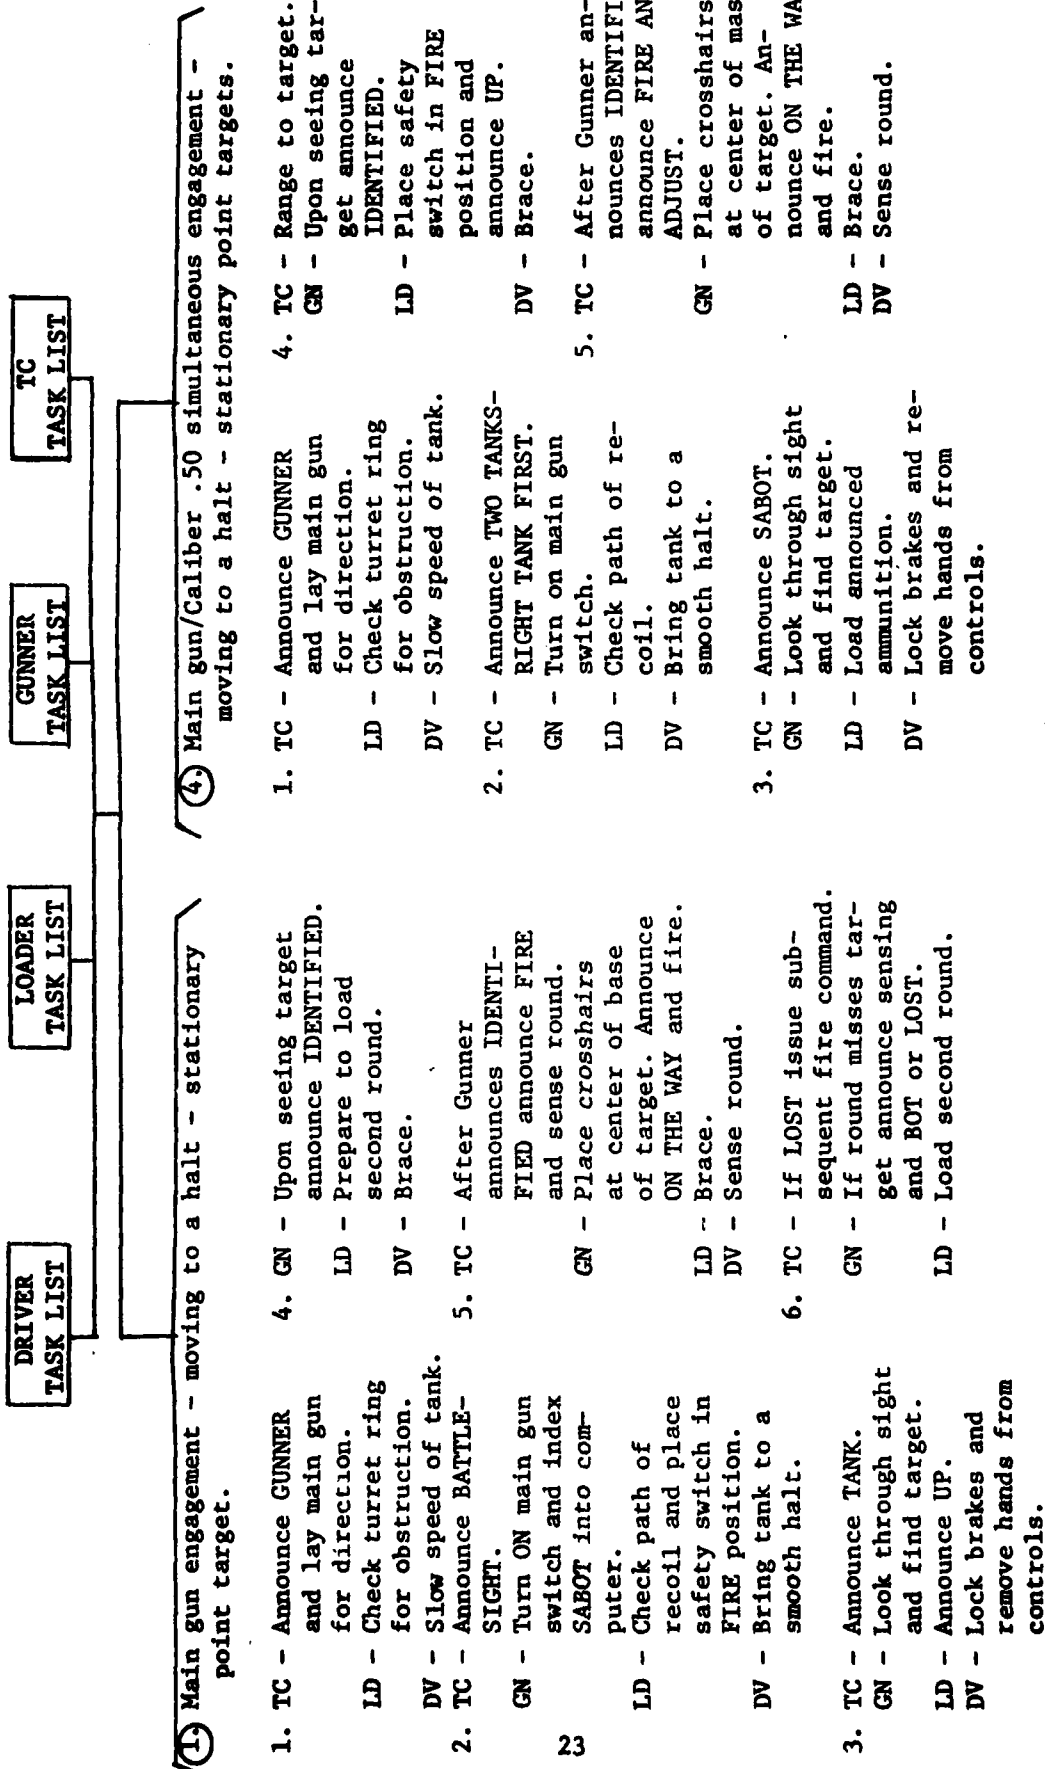 DRIVER
TASK LIST
LOADER
TASK LIST
GUNNER
TASK LIST
TC
TASK LIST
1. Main gun engagement - moving to a halt - stationary
point target.
1. TC - Announce GUNNER
and lay main gun
for direction.
LD - Check turret ring
for obstruction.
DV - Slow speed of tank.
2. TC - Announce BATTLE-
SIGHT.
GN - Turn ON main gun
switch and index
SABOT into com-
puter.
LD - Check path of
recoil and place
safety switch in
FIRE position.
DV - Bring tank to a
smooth halt.
3. TC - Announce TANK.
GN - Look through sight
and find target.
LD - Announce UP.
DV - Lock brakes and
remove hands from
controls.
4. GN - Upon seeing target
announce IDENTIFIED.
LD - Prepare to load
second round.
DV - Brace.
5. TC - After Gunner
announces IDENTI-
FIED announce FIRE
and sense round.
GN - Place crosshairs
at center of base
of target. Announce
ON THE WAY and fire.
LD - Brace.
DV - Sense round.
6. TC - If LOST issue sub-
sequent fire command.
GN - If round misses tar-
get announce sensing
and BOT or LOST.
LD - Load second round.
4. Main gun/Caliber .50 simultaneous engagement -
moving to a halt - stationary point targets.
1. TC - Announce GUNNER
and lay main gun
for direction.
LD - Check turret ring
for obstruction.
DV - Slow speed of tank.
2. TC - Announce TWO TANKS-
RIGHT TANK FIRST.
GN - Turn on main gun
switch.
LD - Check path of re-
coil.
DV - Bring tank to a
smooth halt.
3. TC - Announce SABOT.
GN - Look through sight
and find target.
LD - Load announced
ammunition.
DV - Lock brakes and re-
move hands from
controls.
4. TC - Range to target.
GN - Upon seeing tar-
get announce
IDENTIFIED.
LD - Place safety
switch in FIRE
position and
announce UP.
DV - Brace.
5. TC - After Gunner an-
nounces IDENTIFI
announce FIRE AN
ADJUST.
GN - Place crosshairs
at center of mas
of target. An-
nounce ON THE WA
and fire.
LD - Brace.
DV - Sense round.
23